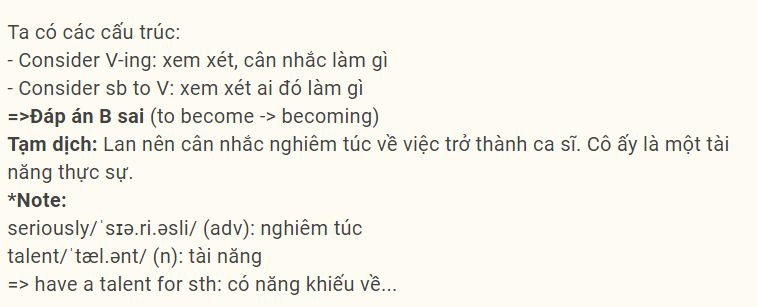 Ta có các cấu trúc:
- Consider V-ing: xem xét, cân nhắc làm gì
- Consider sb to V: xem xét ai đó làm gì
=>Đáp án B sai (to become -> becoming)
Tạm dịch: Lan nên cân nhắc nghiêm túc về việc trở thành ca sĩ. Cô ấy là một tài
năng thực sự.
*Note:
seriously/ˈsɪə.ri.əsli/ (adv): nghiêm túc
talent/ˈtæl.ənt/ (n): tài năng
=> have a talent for sth: có năng khiếu về...